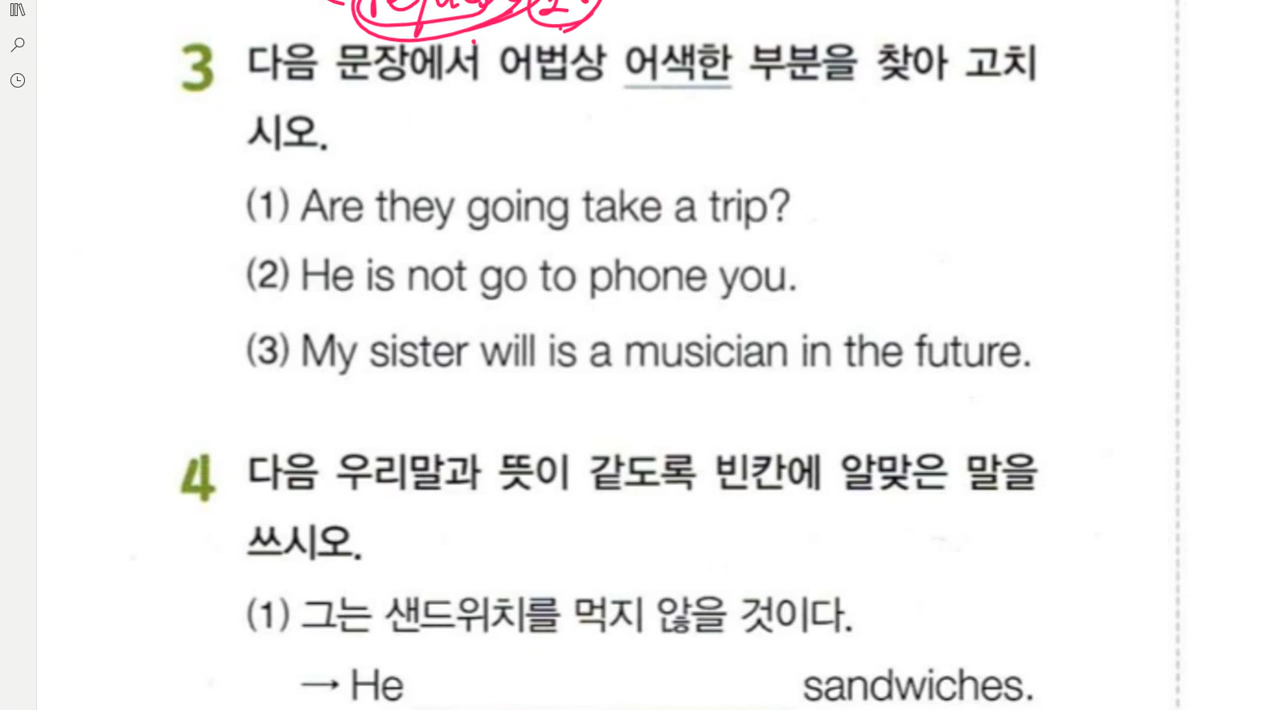 3 다음 문장에서 어법상 어색한 부분을 찾아 고치
시오.
(1) Are they going take a trip?
(2) He is not go to phone you.
(3) My sister will is a musician in the future.
4 다음 우리말과 뜻이 같도록 빈칸에 알맞은 말을
쓰시오.
(1) 그는 샌드위치를 먹지 않을 것이다.
→ He sandwiches.